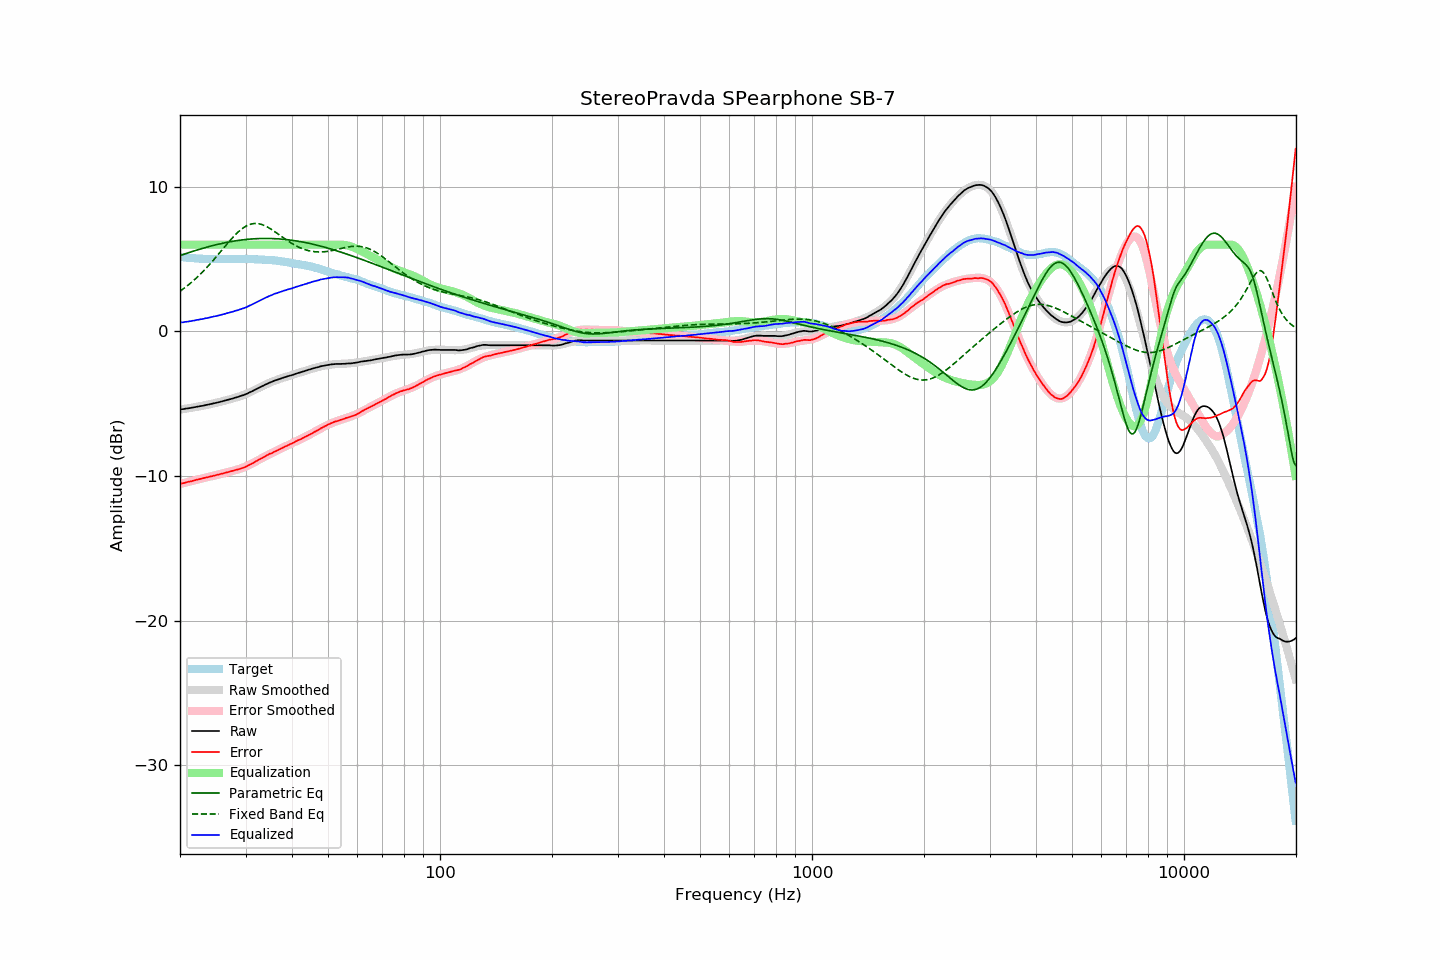 StereoPravda SPearphone SB-7
10
0
−10
−20
−30
Amplitude (dBr)
Target
Raw Smoothed
Error Smoothed
Raw
Error
Equalization
Parametric Eq
Fixed Band Eq
Equalized
100 1000 10000
Frequency (Hz)